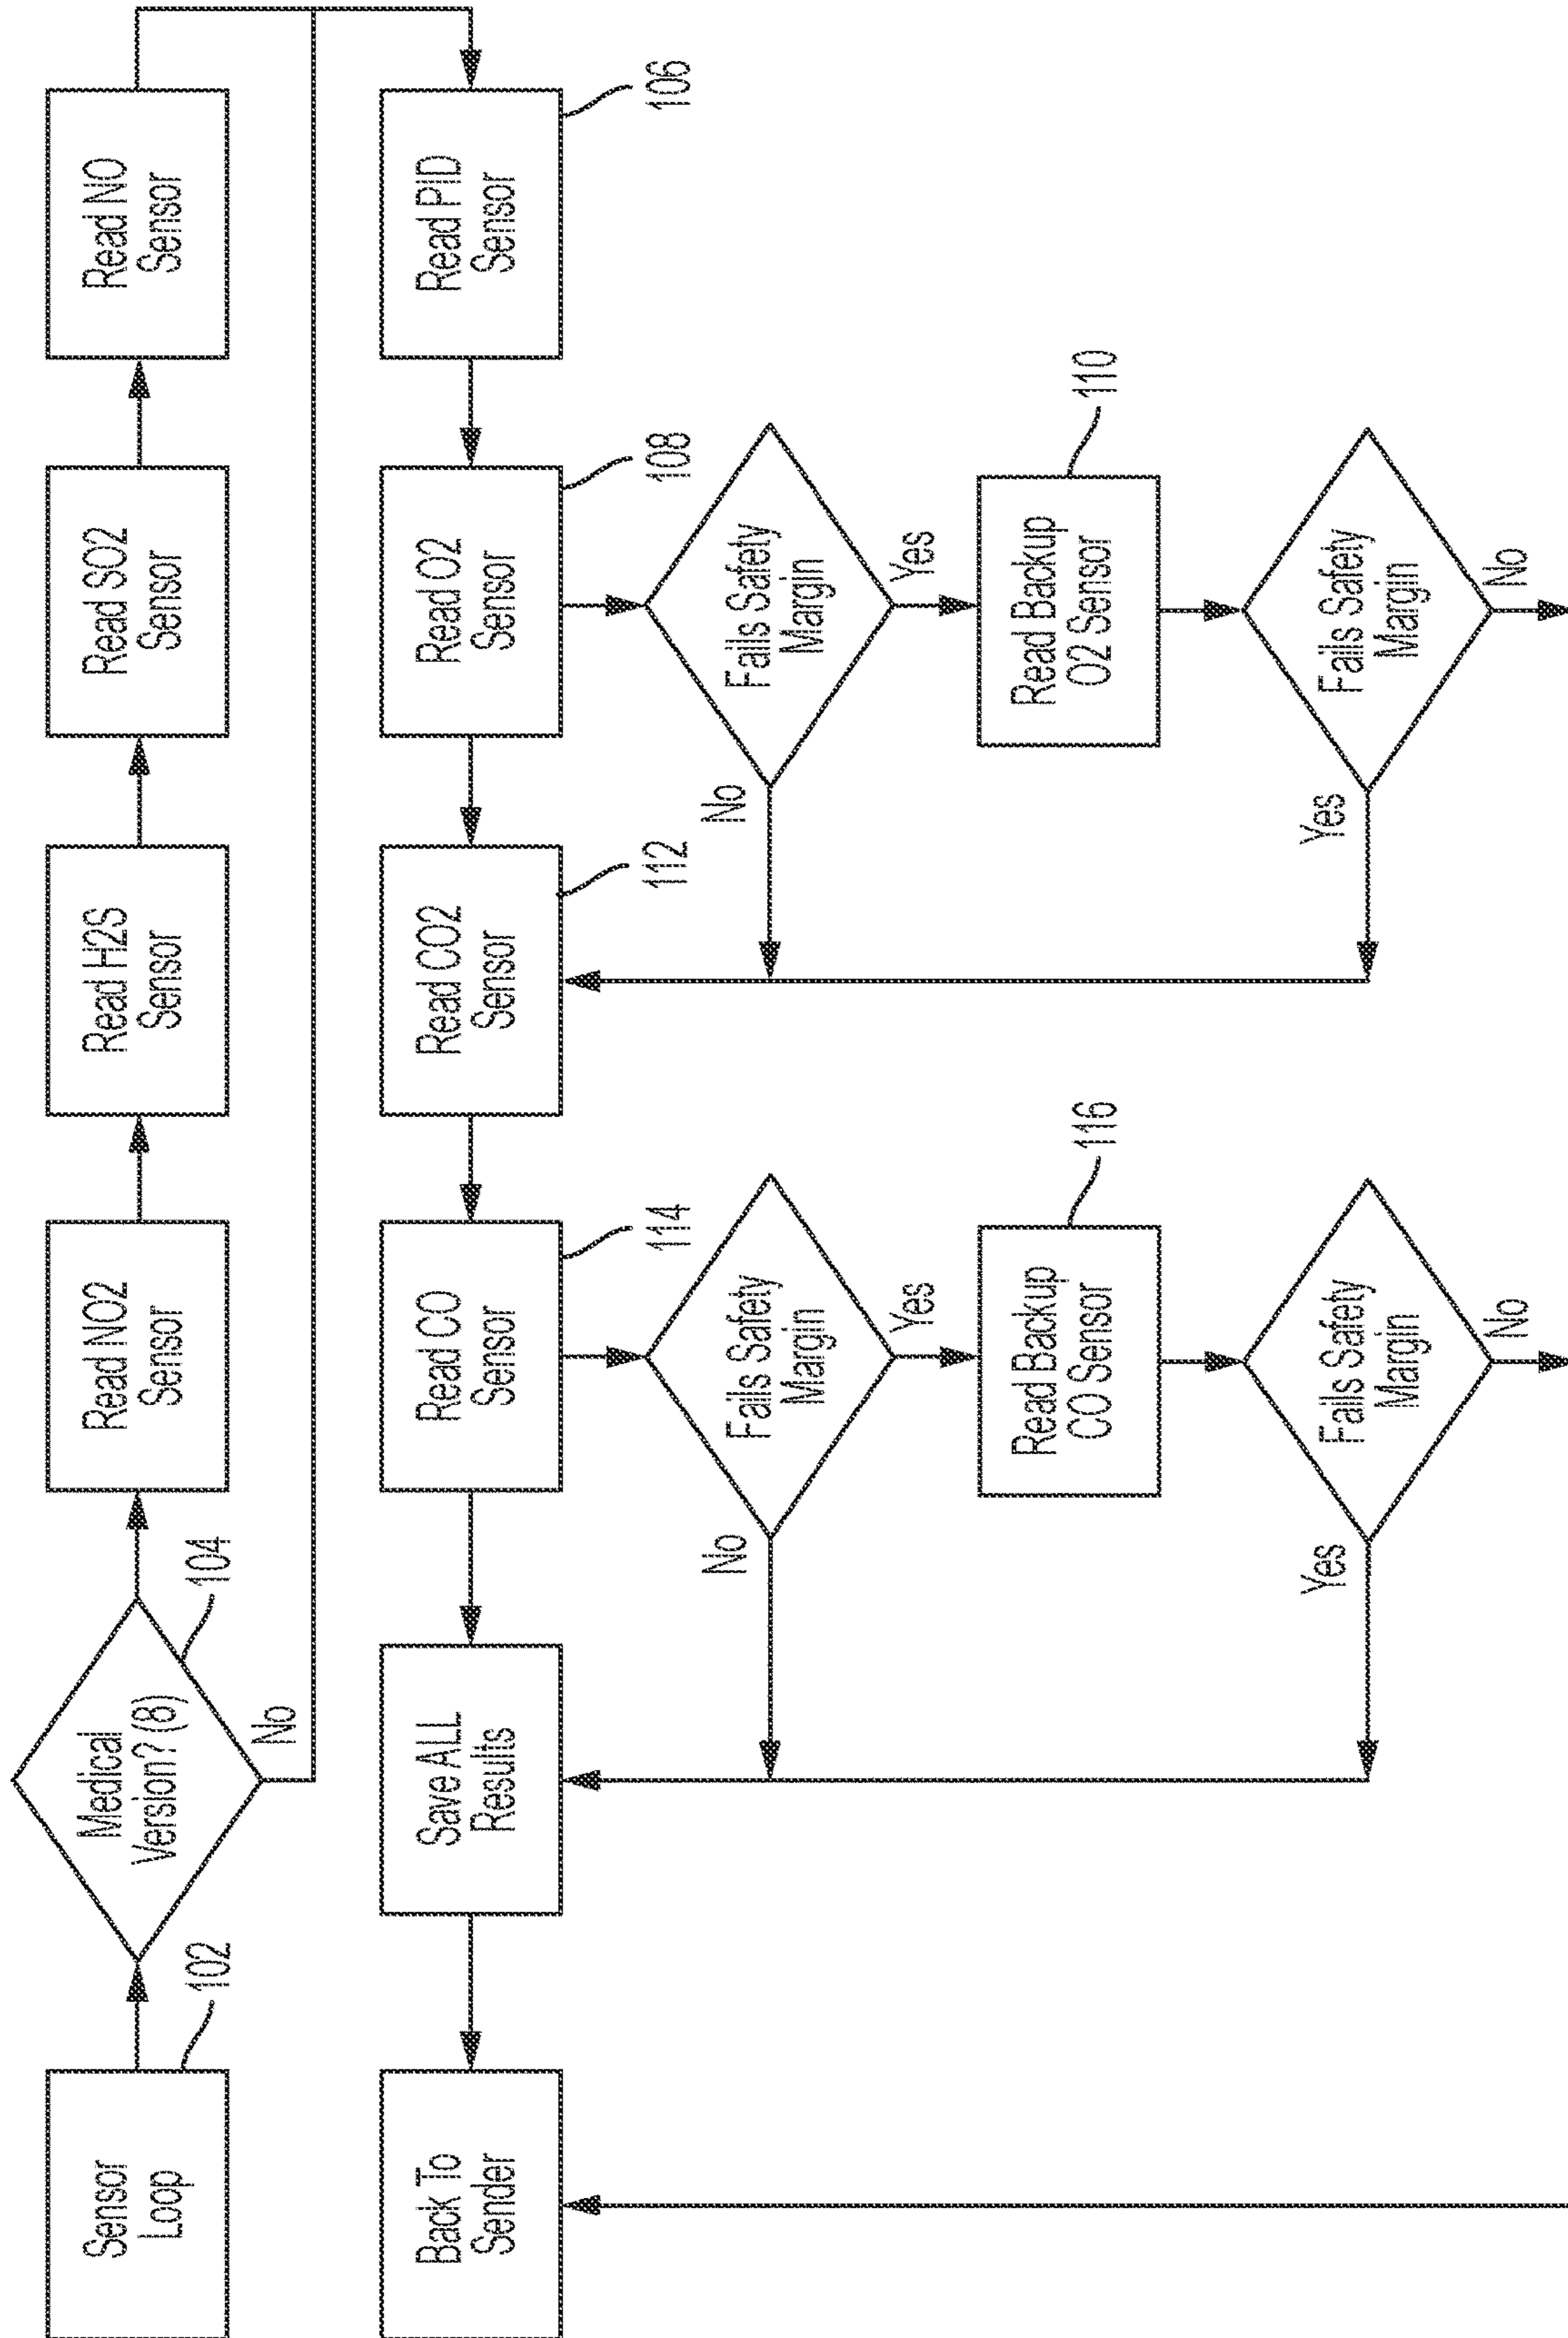 Sensor
Loop
102
Medical
Version? (8)
104
No
Read NO2
Sensor
Read H2S
Sensor
Read SO2
Sensor
Read NO
Sensor
Back To
Sender
Save ALL
Results
Read CO
Sensor
114
Read CO2
Sensor
112
Read O2
Sensor
108
Read PID
Sensor
106
No
Fails Safety
Margin
Yes
No
Fails Safety
Margin
Yes
Read Backup
CO Sensor
116
Read Backup
O2 Sensor
110
Yes
Fails Safety
Margin
No
Yes
Fails Safety
Margin
No